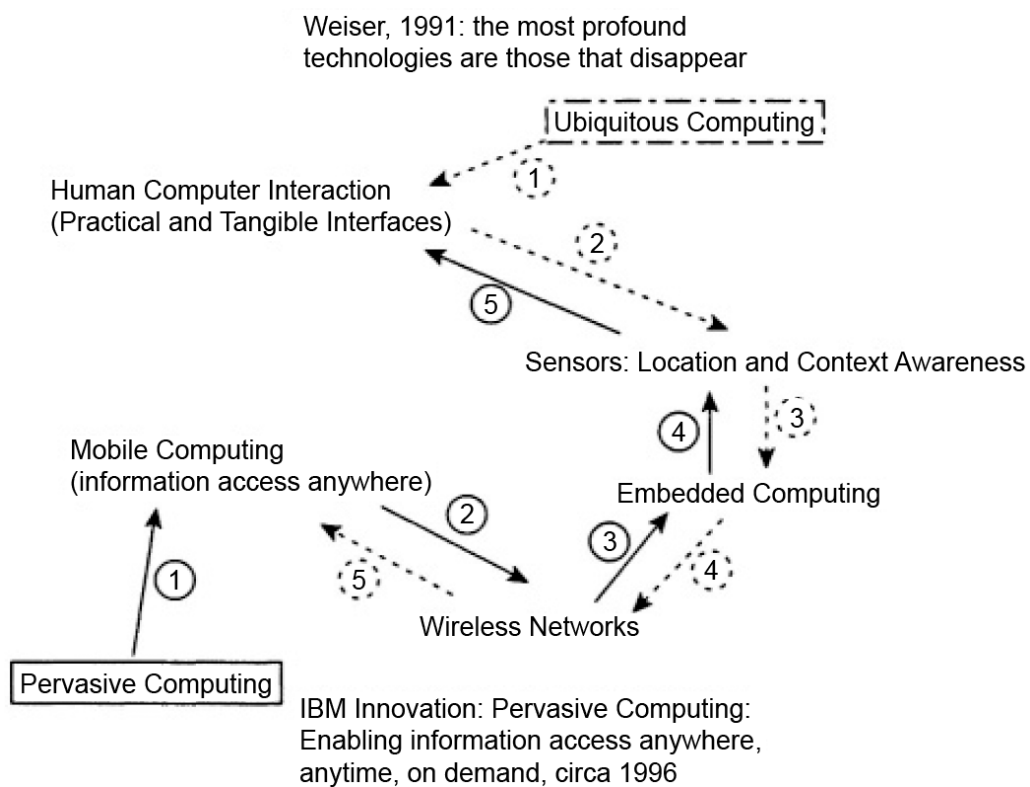 Weiser, 1991: the most profound
technologies are those that disappear
Ubiquitous Computing
1
Human Computer Interaction
(Practical and Tangible Interfaces)
2
5
Sensors: Location and Context Awareness
4
3
Mobile Computing
(information access anywhere)
Embedded Computing
2
3
1
5
4
Wireless Networks
Pervasive Computing
IBM Innovation: Pervasive Computing:
Enabling information access anywhere,
anytime, on demand, circa 1996